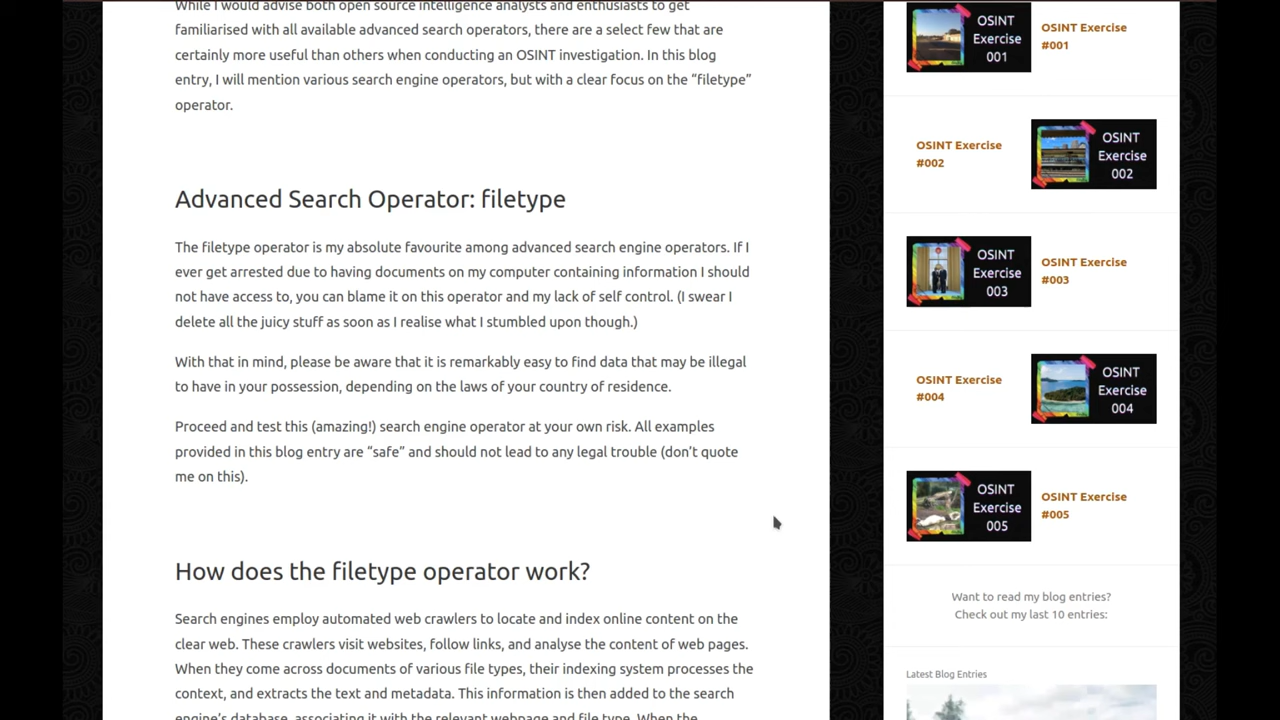 While I would advise both open source intelligence analysts and enthusiasts to get
familiarised with all available advanced search operators, there are a select few that are
certainly more useful than others when conducting an OSINT investigation. In this blog
entry, I will mention various search engine operators, but with a clear focus on the “filetype”
operator.
Advanced Search Operator: filetype
The filetype operator is my absolute favourite among advanced search engine operators. If I
ever get arrested due to having documents on my computer containing information I should
not have access to, you can blame it on this operator and my lack of self control. (I swear I
delete all the juicy stuff as soon as I realise what I stumbled upon though.)
With that in mind, please be aware that it is remarkably easy to find data that may be illegal
to have in your possession, depending on the laws of your country of residence.
Proceed and test this (amazing!) search engine operator at your own risk. All examples
provided in this blog entry are “safe” and should not lead to any legal trouble (don’t quote
me on this).
How does the filetype operator work?
Search engines employ automated web crawlers to locate and index online content on the
clear web. These crawlers visit websites, follow links, and analyse the content of web pages.
When they come across documents of various file types, their indexing system processes the
context, and extracts the text and metadata. This information is then added to the search
engine’s database, associating it with the relevant webpage and file type. When the
OSINT
Exercise
001
OSINT Exercise
#001
OSINT Exercise
#002
OSINT
Exercise
002
OSINT
Exercise
003
OSINT Exercise
#003
OSINT Exercise
#004
OSINT
Exercise
004
OSINT
Exercise
005
OSINT Exercise
#005
Want to read my blog entries?
Check out my last 10 entries:
Latest Blog Entries